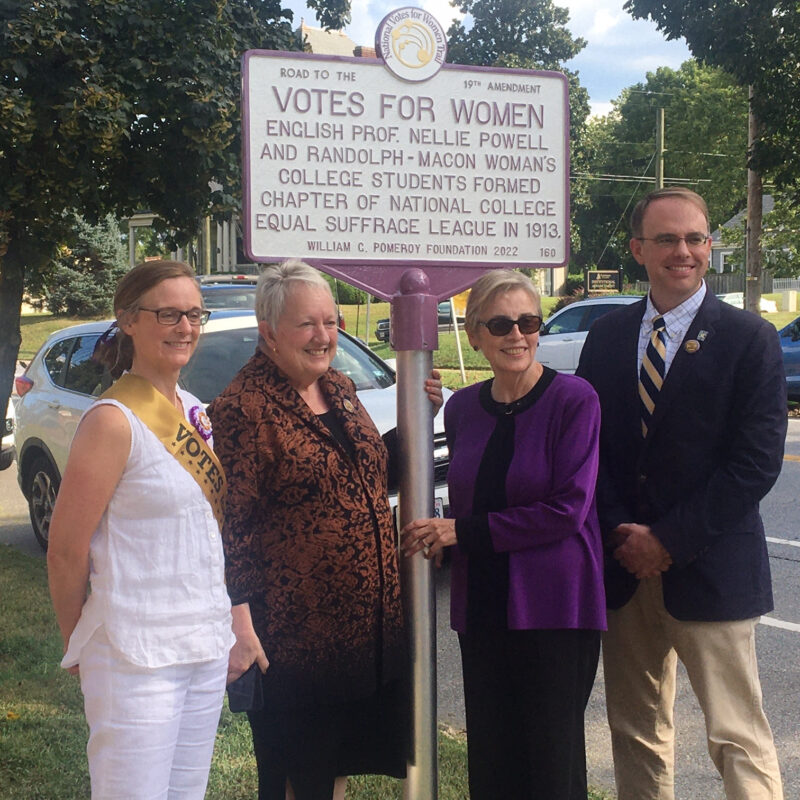 National Votes for Women Trail
ROAD TO THE 19TH AMENDMENT
VOTES FOR WOMEN
ENGLISH PROF. NELLIE POWELL
AND RANDOLPH-MACON WOMAN'S
COLLEGE STUDENTS FORMED
CHAPTER OF NATIONAL COLLEGE
EQUAL SUFFRAGE LEAGUE IN 1913.
WILLIAM G. POMEROY FOUNDATION 2022 160
VOTES